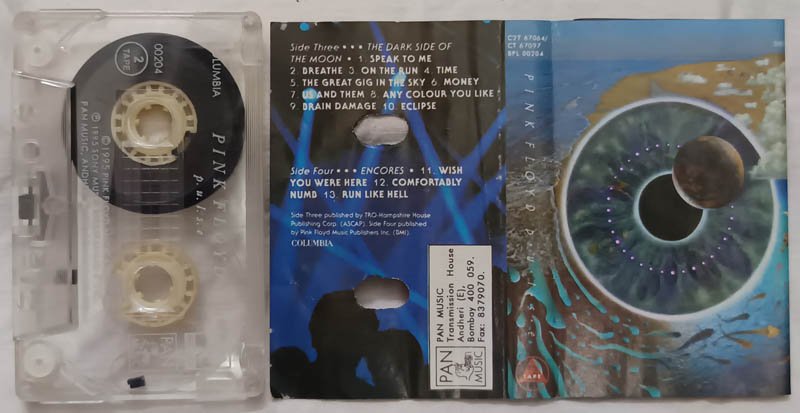 00204
2
TAPE
COLUMBIA
PINK FLOYD
p.u.l.s.e
PAN
Side Three • • • THE DARK SIDE OF
THE MOON • 1. SPEAK TO ME
2. BREATHE 3. ON THE RUN 4. TIME
5. THE GREAT GIG IN THE SKY 6. MONEY
7. US AND THEM 8. ANY COLOUR YOU LIKE
9. BRAIN DAMAGE 10. ECLIPSE
Side Four • • • ENCORES • 11. WISH
YOU WERE HERE 12. COMFORTABLY
NUMB 13. RUN LIKE HELL
Side Three published by TRO-Hampshire House
Publishing Corp. (ASCAP). Side Four published
by Pink Floyd Music Publishers Inc. (BMI).
COLUMBIA
PAN
MUSIC
PAN MUSIC
Transmission House
Andheri (E),
Bombay 400 059.
Fax: 8379070.
C2T 67064/
CT 67097
BPL 00204
PINK FLOYD
TAPE